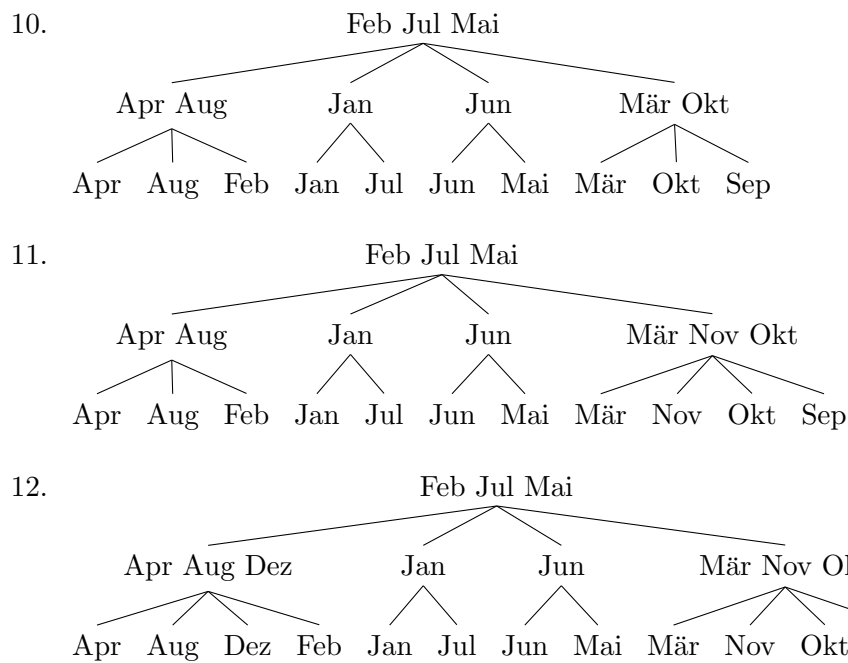 10.
Feb Jul Mai
Apr Aug Jan Jun Mär Okt
Apr Aug Feb Jan Jul Jun Mai Mär Okt Sep
11.
Feb Jul Mai
Apr Aug Jan Jun Mär Nov Okt
Apr Aug Feb Jan Jul Jun Mai Mär Nov Okt Sep
12.
Feb Jul Mai
Apr Aug Dez Jan Jun Mär Nov
Apr Aug Dez Feb Jan Jul Jun Mai Mär Nov Okt